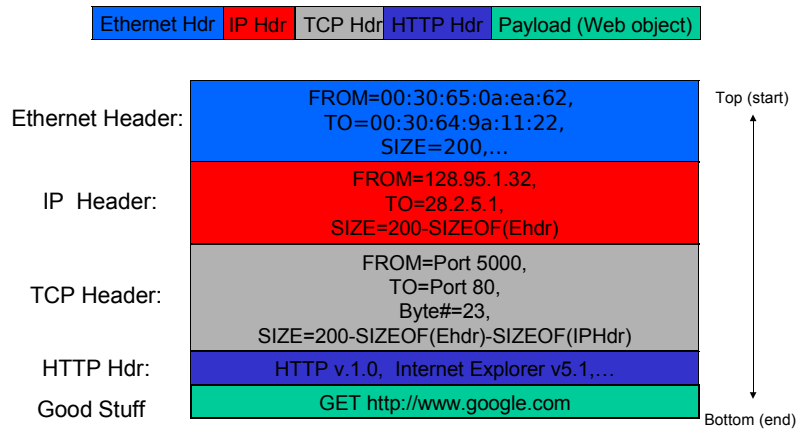 Ethernet Hdr IP Hdr TCP Hdr HTTP Hdr Payload (Web object)
Ethernet Header:
FROM=00:30:65:0a:ea:62,
TO=00:30:64:9a:11:22,
SIZE=200,...
Top (start)
IP Header:
FROM=128.95.1.32,
TO=28.2.5.1,
SIZE=200-SIZEOF(Ehdr)
TCP Header:
FROM=Port 5000,
TO=Port 80,
Byte#=23,
SIZE=200-SIZEOF(Ehdr)-SIZEOF(IPHdr)
HTTP Hdr:
HTTP v.1.0, Internet Explorer v5.1,...
Good Stuff
GET http://www.google.com
Bottom (end)